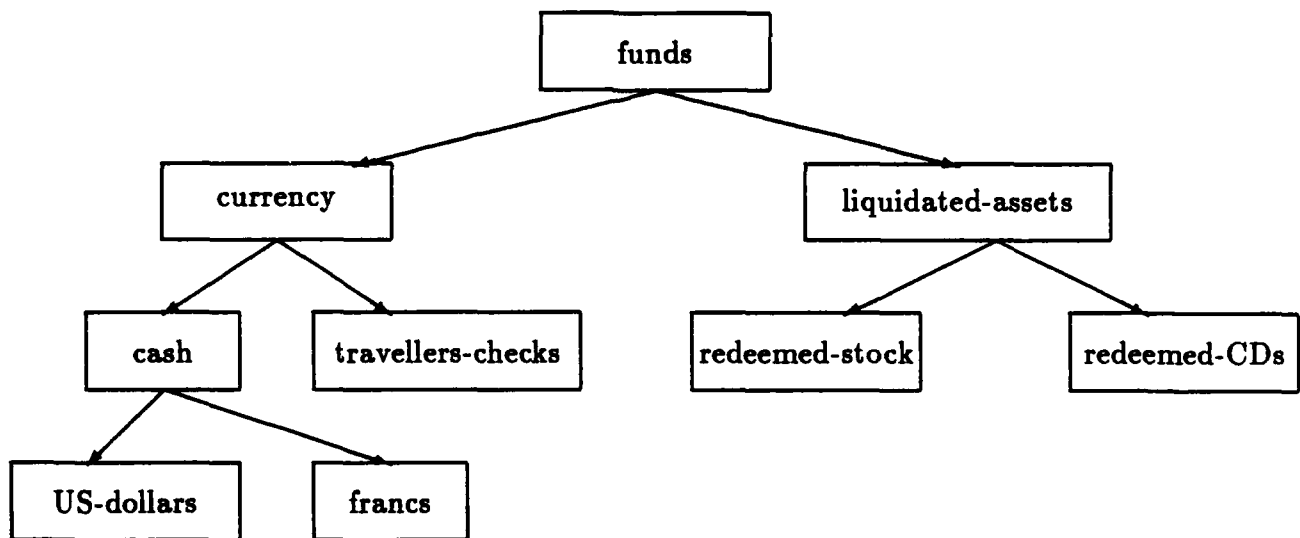 funds
currency
liquidated-assets
cash
travellers-checks
redeemed-stock
redeemed-CDs
US-dollars
francs